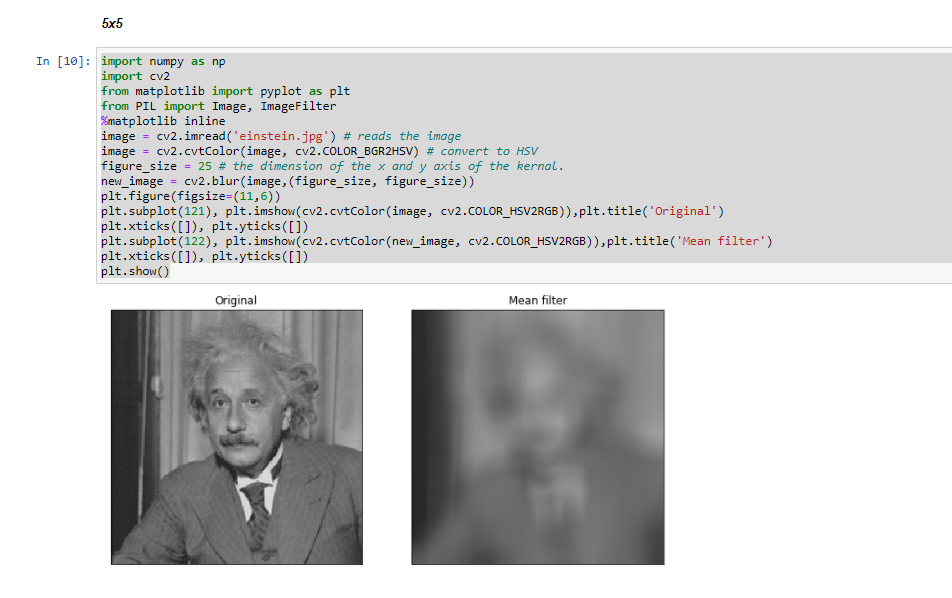 5x5
In [10]: import numpy as np
import cv2
from matplotlib import pyplot as plt
from PIL import Image, ImageFilter
%matplotlib inline
image = cv2.imread('einstein.jpg') # reads the image
image = cv2.cvtColor(image, cv2.COLOR_BGR2HSV) # convert to HSV
figure_size = 25 # the dimension of the x and y axis of the kernal.
new_image = cv2.blur(image,(figure_size, figure_size))
plt.figure(figsize=(11,6))
plt.subplot(121), plt.imshow(cv2.cvtColor(image, cv2.COLOR_HSV2RGB)),plt.title('Original')
plt.xticks([]), plt.yticks([])
plt.subplot(122), plt.imshow(cv2.cvtColor(new_image, cv2.COLOR_HSV2RGB)),plt.title('Mean filter')
plt.xticks([]), plt.yticks([])
plt.show()
Original Mean filter